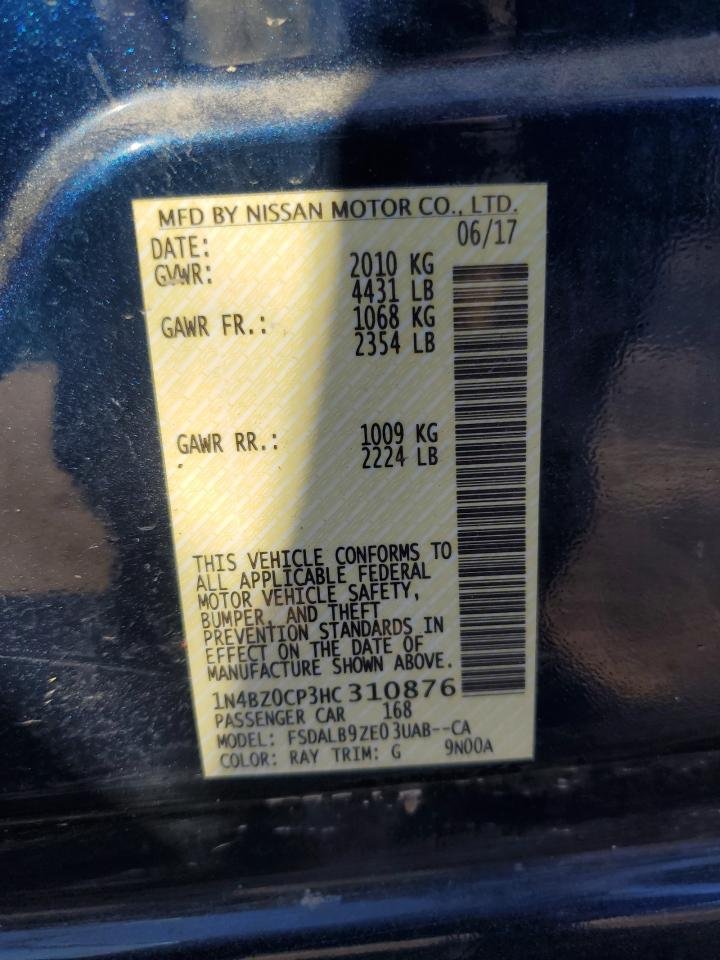 MFD BY NISSAN MOTOR CO., LTD.
DATE: 06/17
GVWR: 2010 KG
4431 LB
GAWR FR.: 1068 KG
2354 LB
GAWR RR.: 1009 KG
2224 LB
THIS VEHICLE CONFORMS TO
ALL APPLICABLE FEDERAL
MOTOR VEHICLE SAFETY,
BUMPER, AND THEFT
PREVENTION STANDARDS IN
EFFECT ON THE DATE OF
MANUFACTURE SHOWN ABOVE.
1N4BZ0CP3HC310876
PASSENGER CAR 168
MODEL: FSDALB9ZE03UAB--CA
COLOR: RAY TRIM: G 9N00A